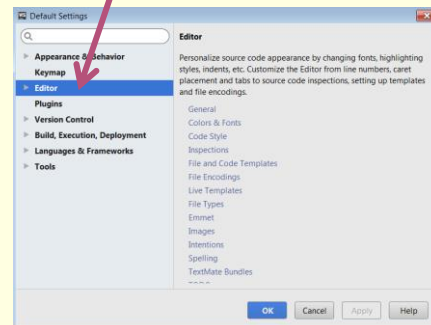 Default Settings
Appearance & Behavior
Keymap
Editor
Plugins
Version Control
Build, Execution, Deployment
Languages & Frameworks
Tools
Editor
Personalize source code appearance by changing fonts, highlighting
styles, indents, etc. Customize the Editor from line numbers, caret
placement and tabs to source code inspections, setting up templates
and file encodings.
General
Colors & Fonts
Code Style
Inspections
File and Code Templates
File Encodings
Live Templates
File Types
Emmet
Images
Intentions
Spelling
TextMate Bundles
OK
Cancel
Apply
Help